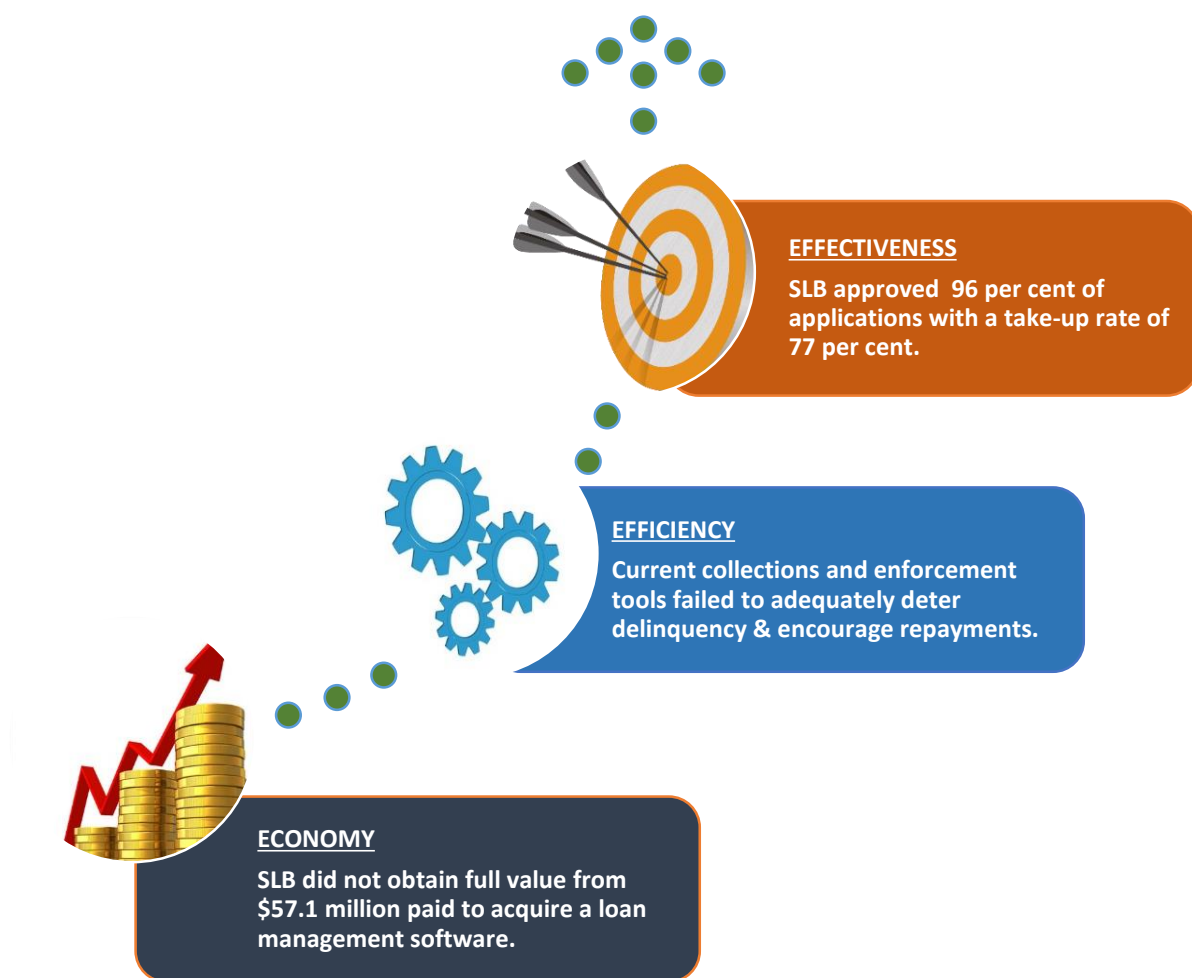 EFFECTIVENESS
SLB approved  96 per cent of
applications with a take-up rate of
77 per cent.
EFFICIENCY
Current collections and enforcement
tools failed to adequately deter
delinquency & encourage repayments.
ECONOMY
SLB did not obtain full value from
$57.1 million paid to acquire a loan
management software.